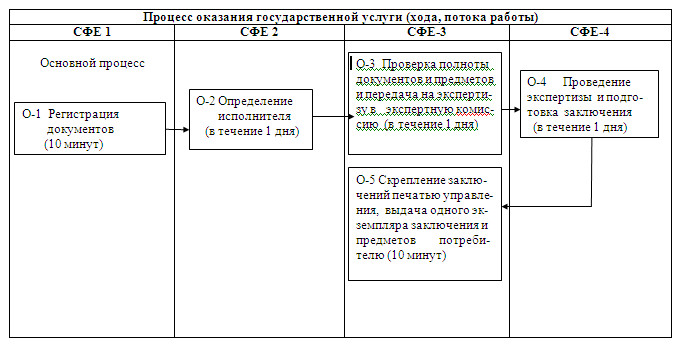 Процесс оказания государственной услуги (хода, потока работы)
СФЕ 1
СФЕ 2
СФЕ-3
СФЕ-4
Основной процесс
О-1 Регистрация
документов
(10 минут)
О-2 Определение
исполнителя
(в течение 1 дня)
О-3 Проверка полноты
документов и предметов
и передача на эксперти-
зу в экспертную комис-
сию (в течение 1 дня)
О-4 Проведение
экспертизы и подго-
товка заключения
(в течение 1 дня)
О-5 Скрепление заклю-
чений печатью управле-
ния, выдача одного эк-
земпляра заключения и
предметов потреби-
телю (10 минут)